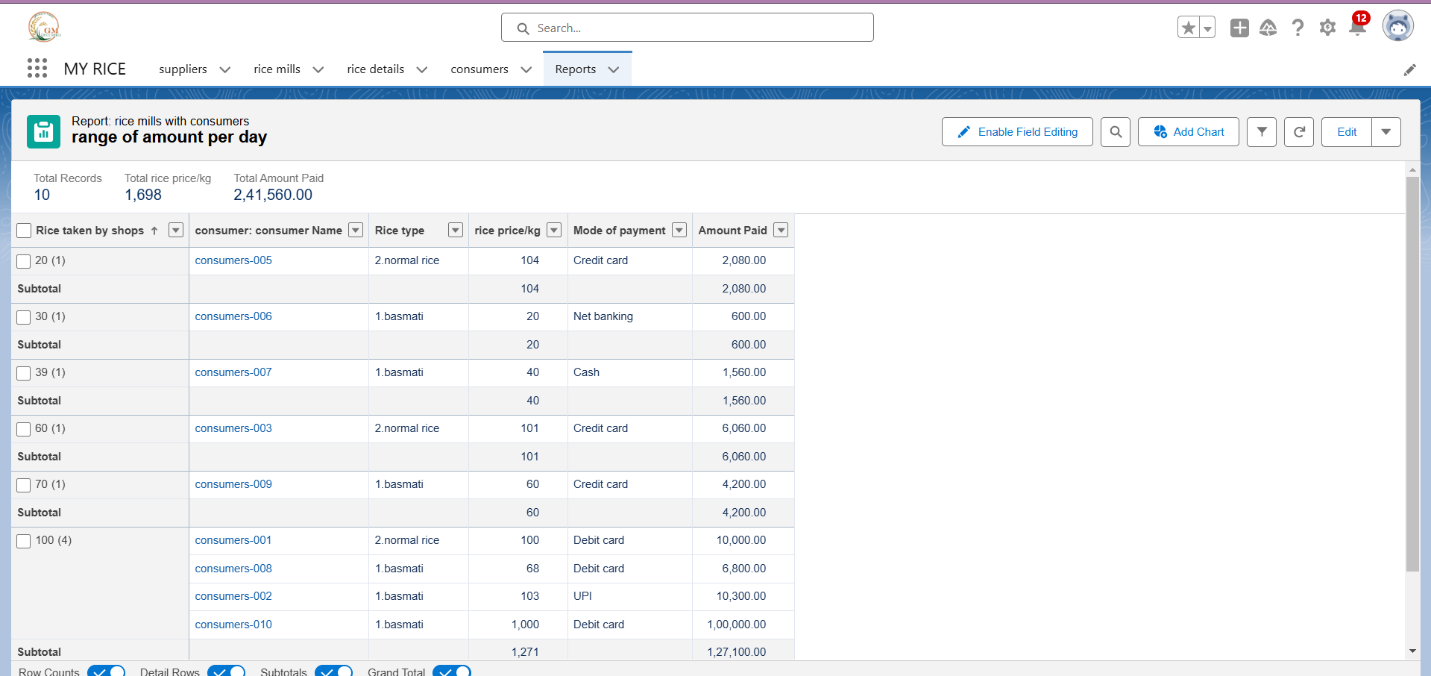 GM
Search...
12
MY RICE suppliers rice mills rice details consumers Reports
Report: rice mills with consumers
range of amount per day
Enable Field Editing Add Chart Edit
Total Records Total rice price/kg Total Amount Paid
10 1,698 2,41,560.00
Rice taken by shops ↑ consumer: consumer Name Rice type rice price/kg Mode of payment Amount Paid
20 (1) consumers-005 2.normal rice 104 Credit card 2,080.00
Subtotal 104 2,080.00
30 (1) consumers-006 1.basmati 20 Net banking 600.00
Subtotal 20 600.00
39 (1) consumers-007 1.basmati 40 Cash 1,560.00
Subtotal 40 1,560.00
60 (1) consumers-003 2.normal rice 101 Credit card 6,060.00
Subtotal 101 6,060.00
70 (1) consumers-009 1.basmati 60 Credit card 4,200.00
Subtotal 60 4,200.00
100 (4) consumers-001 2.normal rice 100 Debit card 10,000.00
consumers-008 1.basmati 68 Debit card 6,800.00
consumers-002 1.basmati 103 UPI 10,300.00
consumers-010 1.basmati 1,000 Debit card 1,00,000.00
Subtotal 1,271 1,27,100.00
Row Counts Detail Rows Subtotals Grand Total